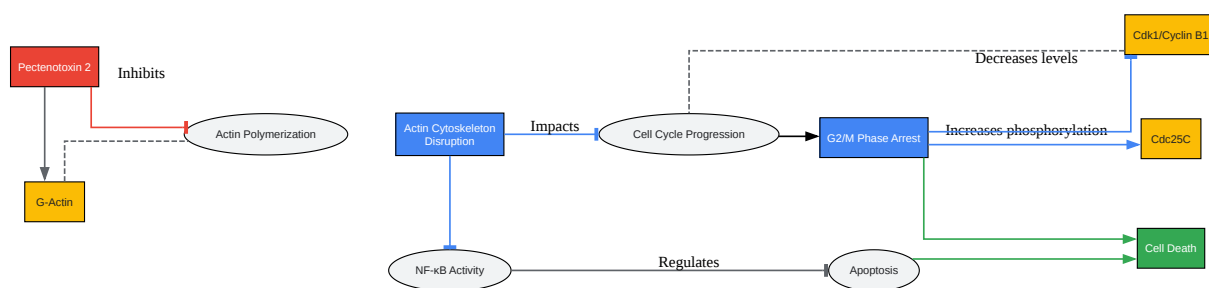 Cdk1/Cyclin B1
Decreases levels
Pectenotoxin 2
Inhibits
Actin Polymerization
Actin Cytoskeleton
Disruption
Impacts
Cell Cycle Progression
G2/M Phase Arrest
Increases phosphorylation
Cdc25C
G-Actin
Cell Death
NF-κB Activity
Regulates
Apoptosis